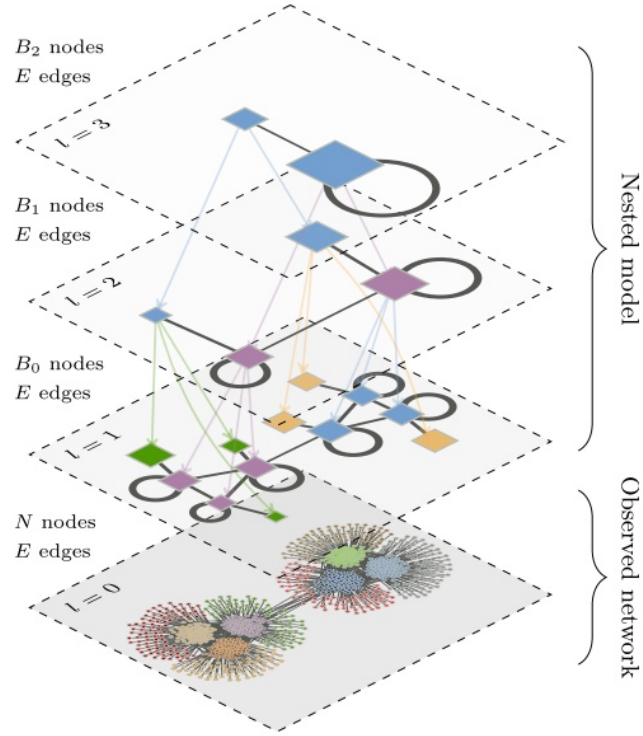 B₂ nodes
E edges
l = 3
B₁ nodes
E edges
l = 2
B₀ nodes
E edges
l = 1
N nodes
E edges
l = 0
Nested model
Observed network